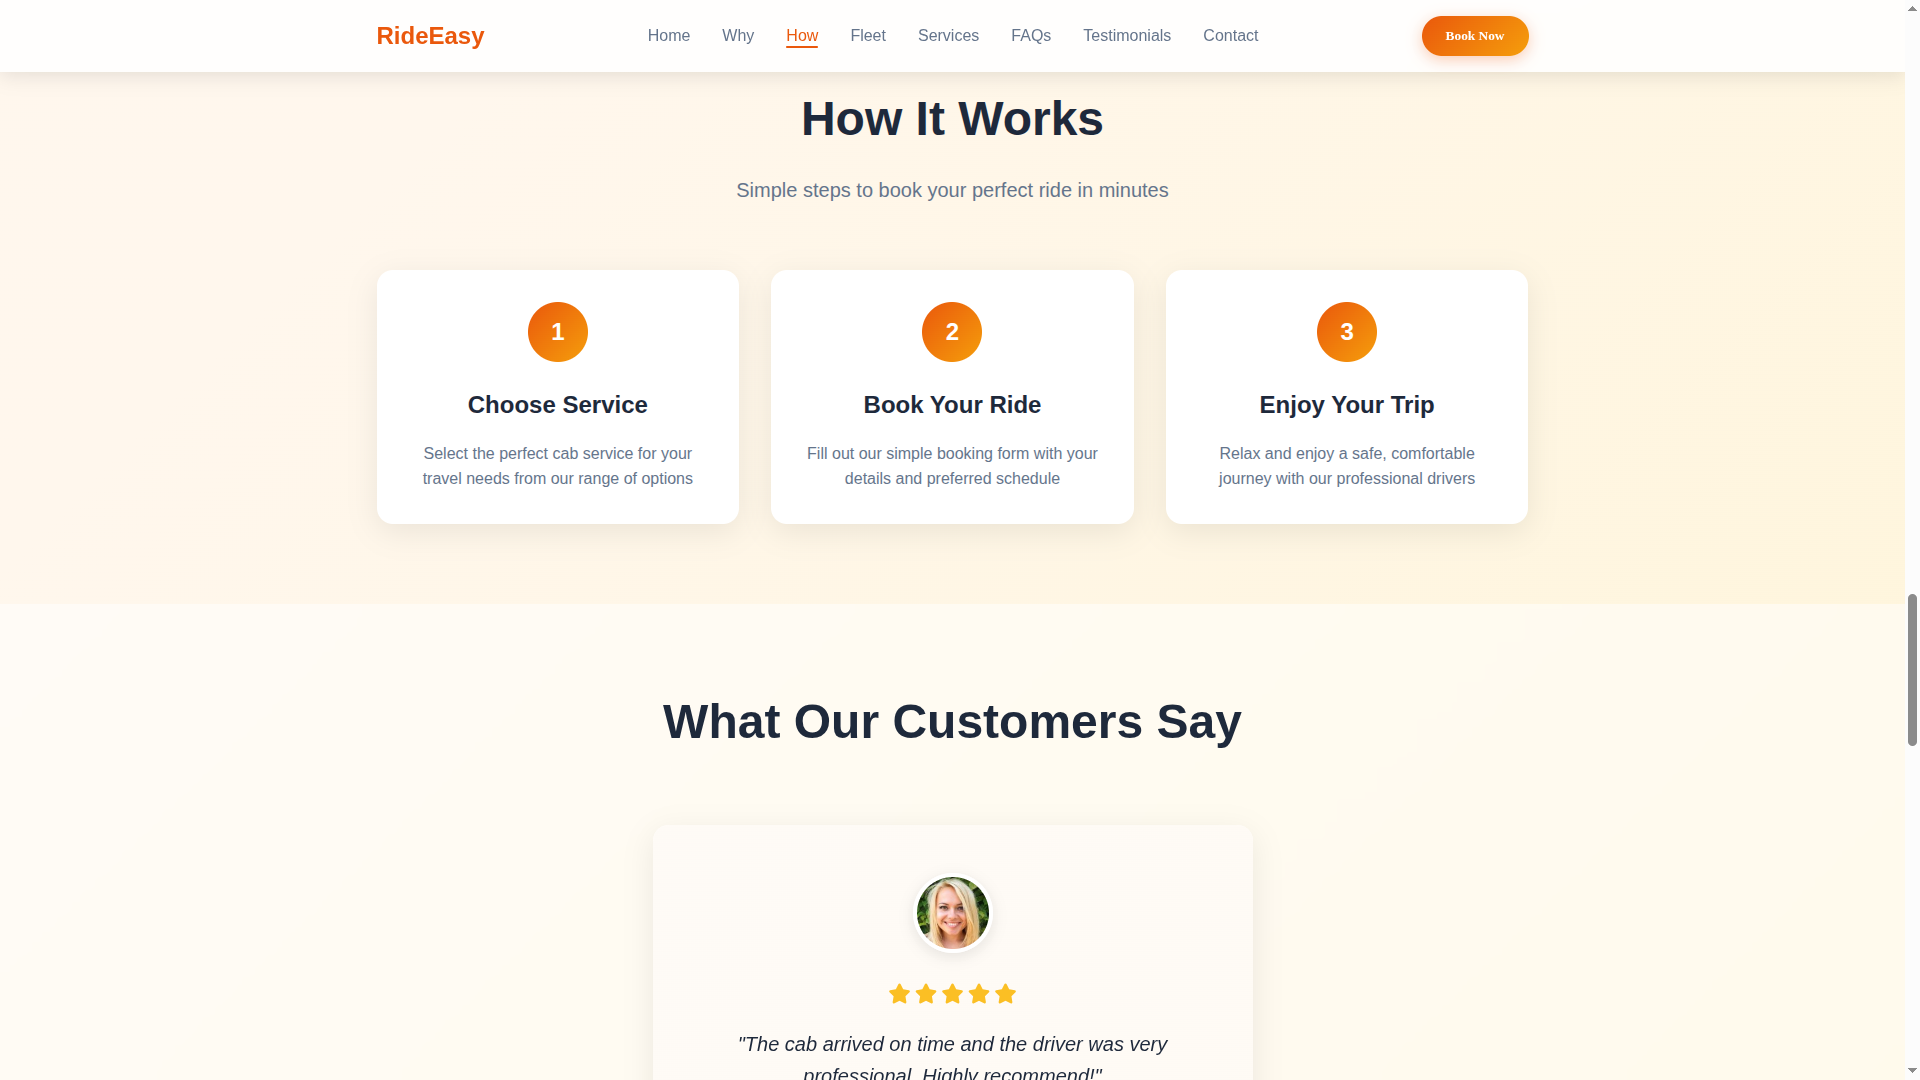 RideEasy
Home
Why
How
Fleet
Services
FAQs
Testimonials
Contact
Book Now
How It Works
Simple steps to book your perfect ride in minutes
1
Choose Service
Select the perfect cab service for your
travel needs from our range of options
2
Book Your Ride
Fill out our simple booking form with your
details and preferred schedule
3
Enjoy Your Trip
Relax and enjoy a safe, comfortable
journey with our professional drivers
What Our Customers Say
"The cab arrived on time and the driver was very
professional. Highly recommend!"